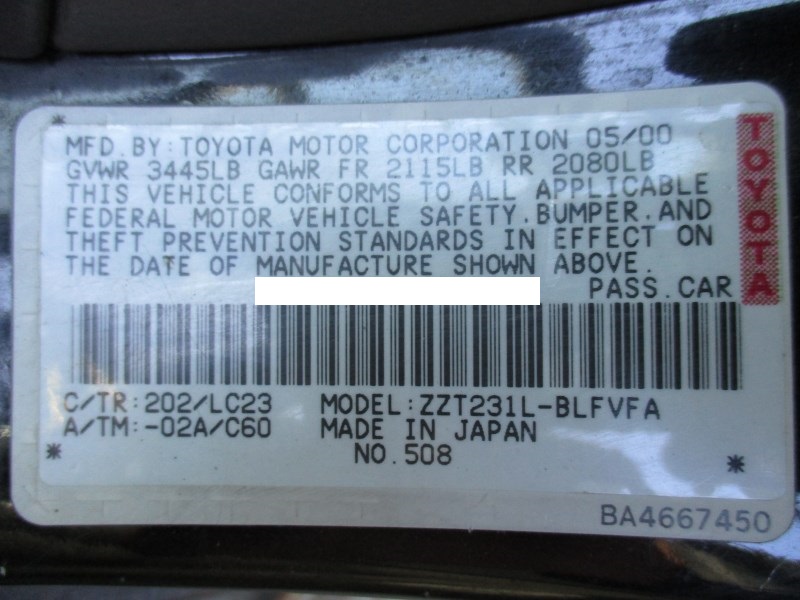 MFD.BY:TOYOTA MOTOR CORPORATION 05/00
GVWR 3445LB GAWR FR 2115LB RR 2080LB
THIS VEHICLE CONFORMS TO ALL APPLICABLE
FEDERAL MOTOR VEHICLE SAFETY.BUMPER.AND
THEFT PREVENTION STANDARDS IN EFFECT ON
THE DATE OF MANUFACTURE SHOWN ABOVE.
PASS.CAR
TOYOTA
C/TR:202/LC23 MODEL:ZZT231L-BLFVFA
A/TM:-02A/C60 MADE IN JAPAN
* NO.508 *
BA4667450